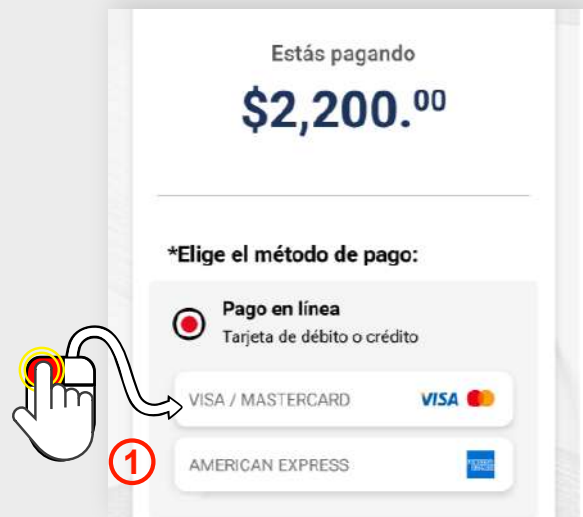 Estás pagando
$2,200.00
*Elige el método de pago:
Pago en línea
Tarjeta de débito o crédito
VISA / MASTERCARD VISA
1
AMERICAN EXPRESS